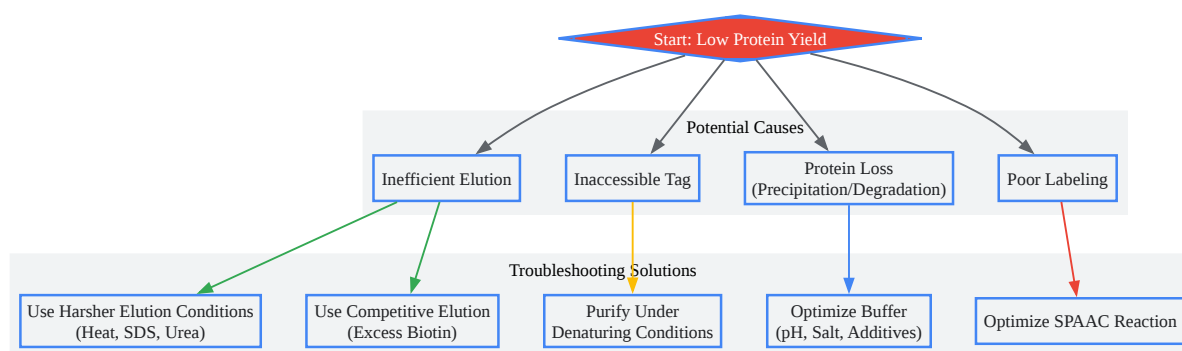 Start: Low Protein Yield
Potential Causes
Inefficient Elution
Inaccessible Tag
Protein Loss
(Precipitation/Degradation)
Poor Labeling
Troubleshooting Solutions
Use Harsher Elution Conditions
(Heat, SDS, Urea)
Use Competitive Elution
(Excess Biotin)
Purify Under
Denaturing Conditions
Optimize Buffer
(pH, Salt, Additives)
Optimize SPAAC Reaction